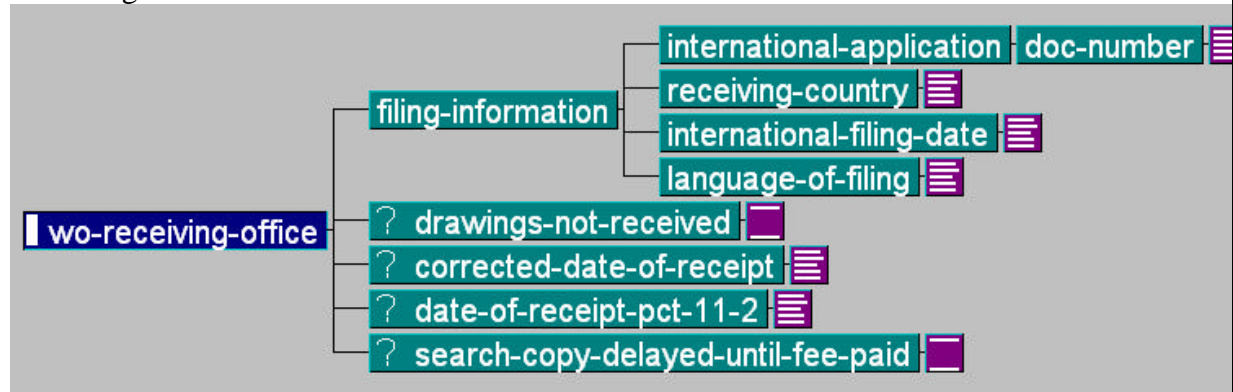 international-application doc-number
receiving-country
filing-information
international-filing-date
language-of-filing
wo-receiving-office
? drawings-not-received
? corrected-date-of-receipt
? date-of-receipt-pct-11-2
? search-copy-delayed-until-fee-paid